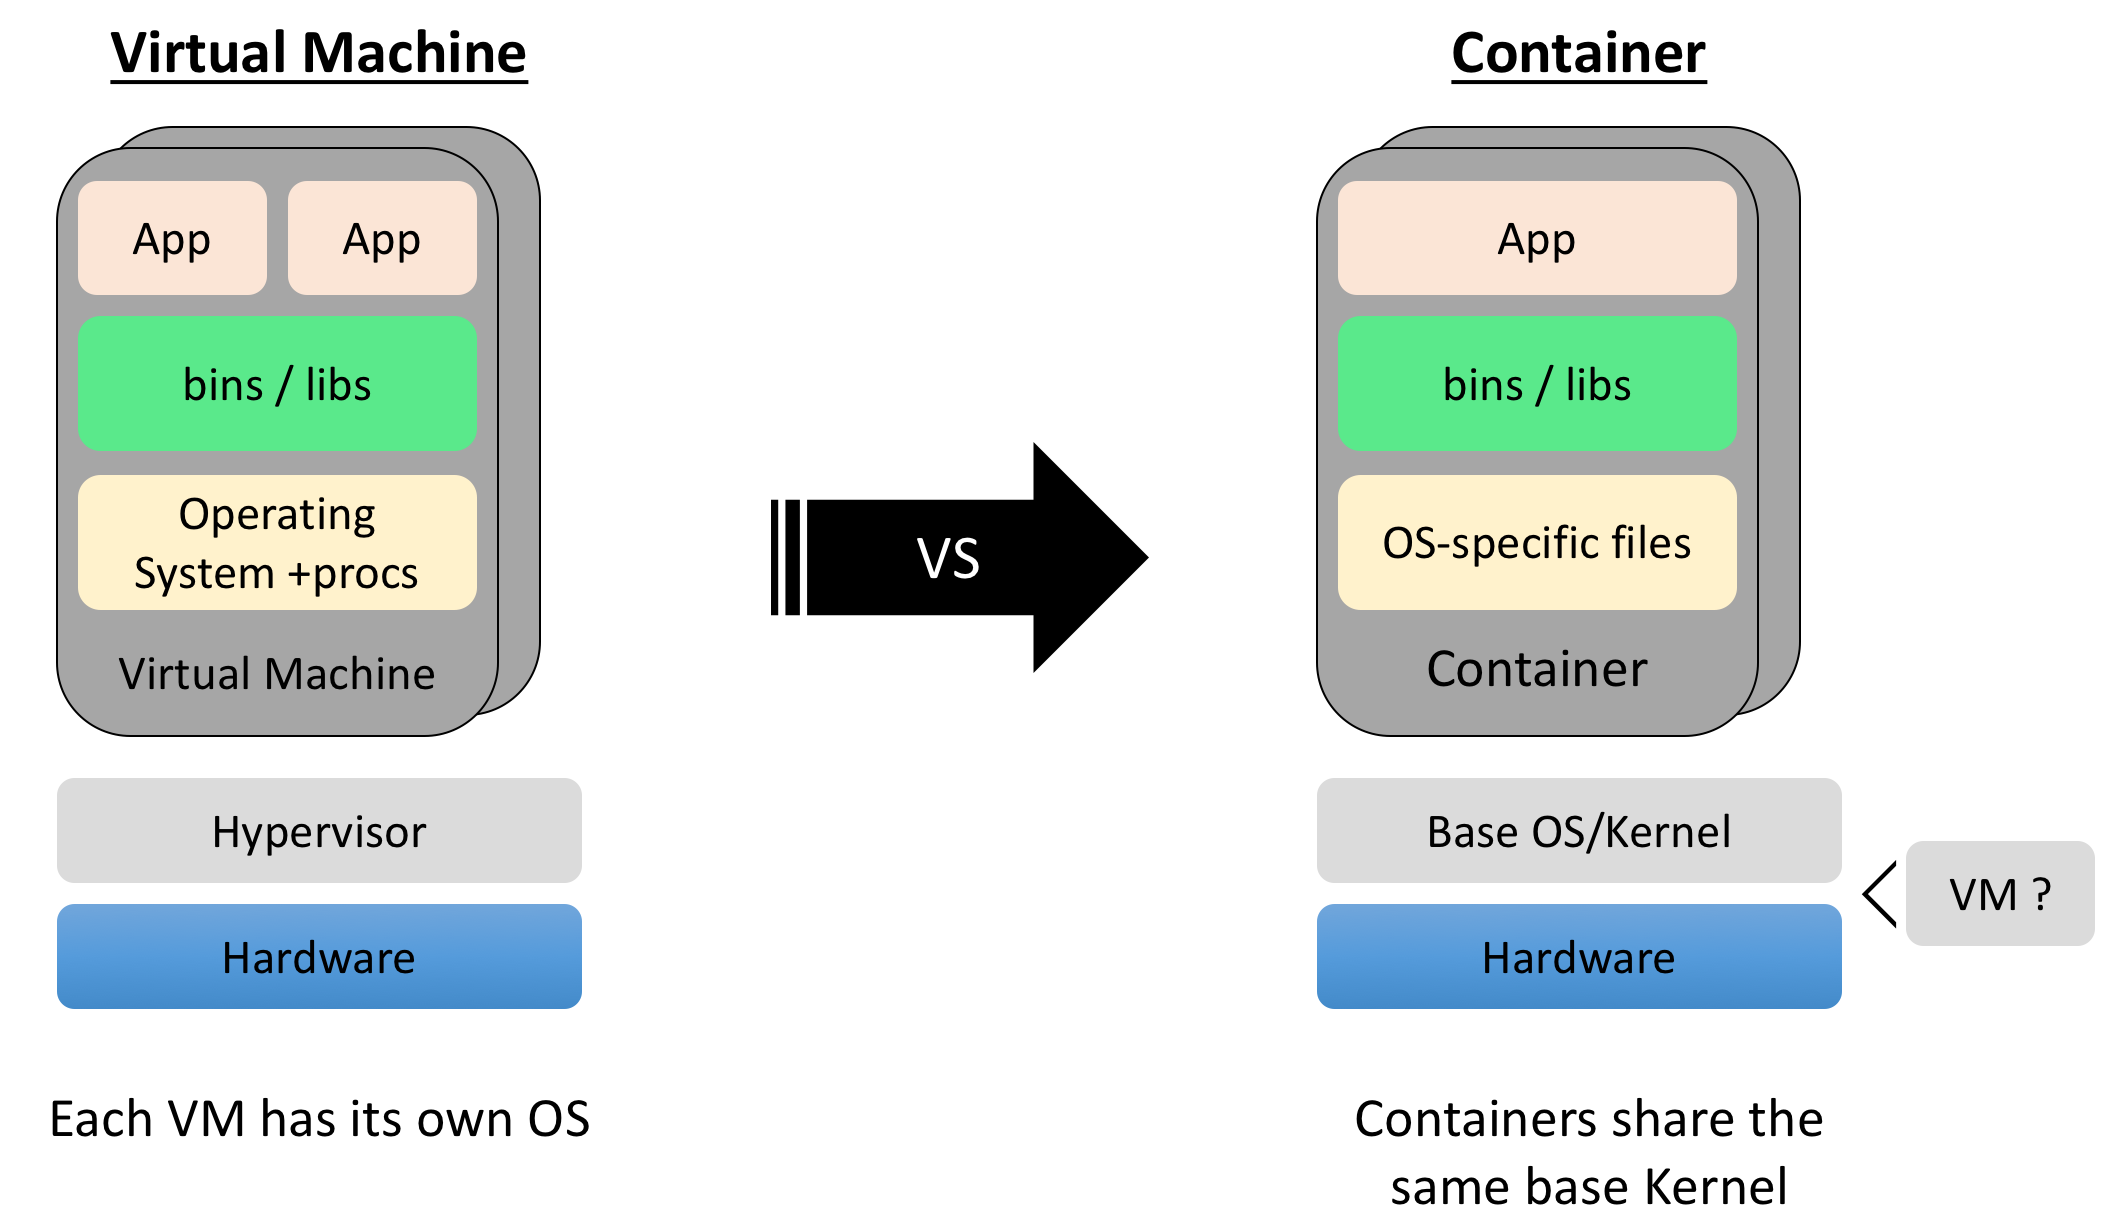 Virtual Machine
App
App
bins / libs
Operating
System +procs
Virtual Machine
Hypervisor
Hardware
Each VM has its own OS
VS
Container
App
bins / libs
OS-specific files
Container
Base OS/Kernel
Hardware
VM ?
Containers share the
same base Kernel